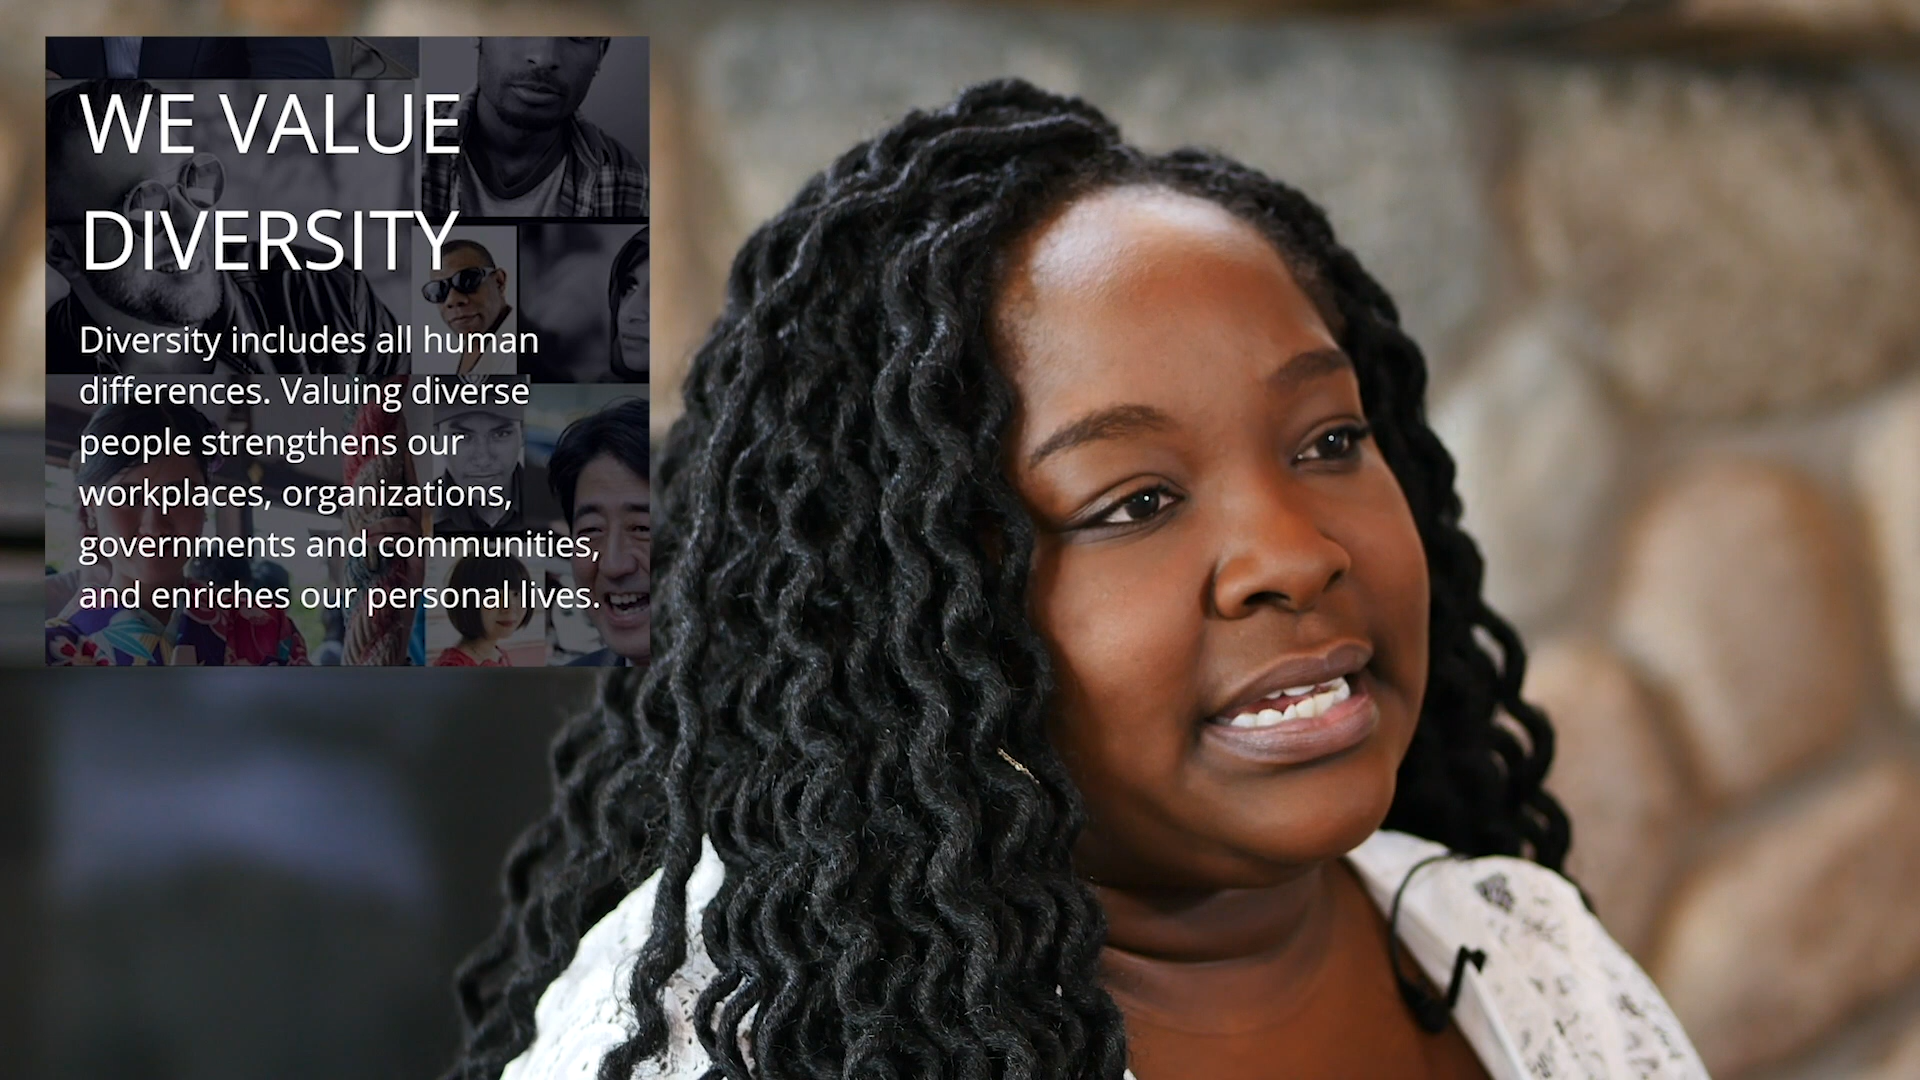 WE VALUE
DIVERSITY
Diversity includes all human
differences. Valuing diverse
people strengthens our
workplaces, organizations,
governments and communities,
and enriches our personal lives.